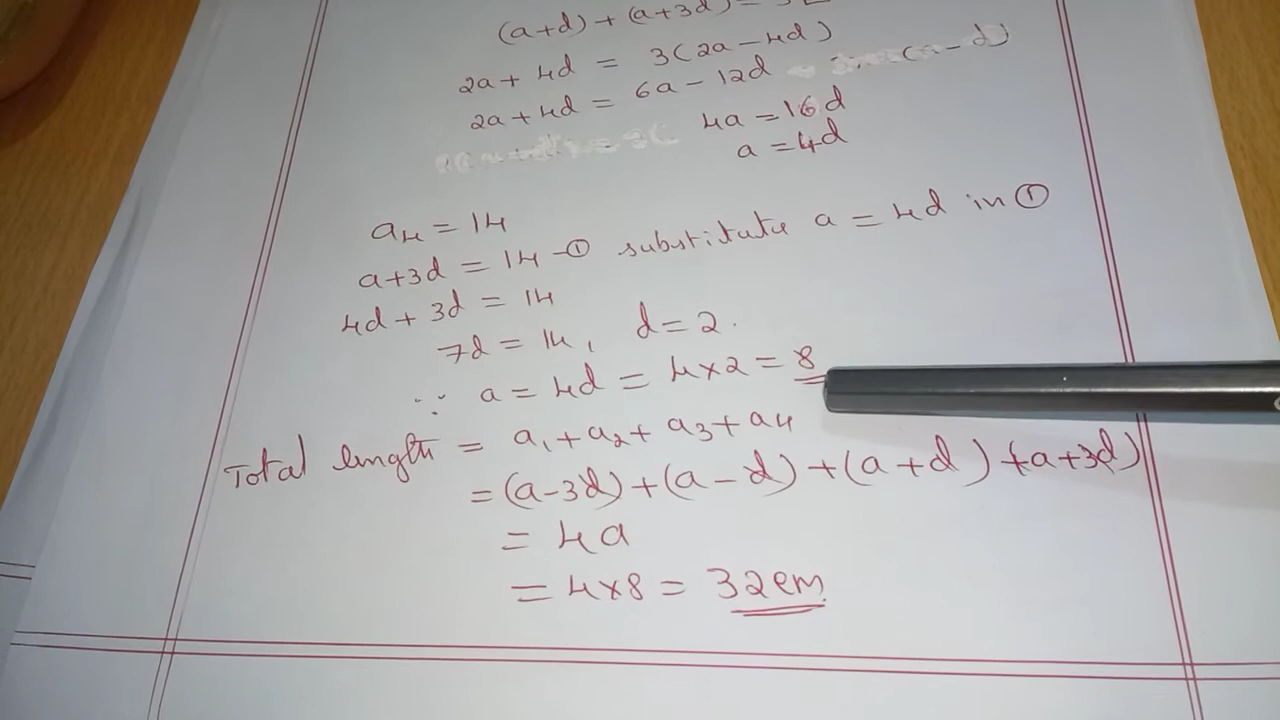 (a+d) + (a+3d) =
2a + 4d = 3(2a - 4d)
2a + 4d = 6a - 12d (a-d)
4a = 16d
a = 4d
a4 = 14
a+3d = 14 -① substitute a = 4d in ①
4d + 3d = 14
7d = 14, d = 2.
∵ a = 4d = 4×2 = 8
Total length = a1 + a2 + a3 + a4
= (a-3d) + (a-d) + (a+d) + (a+3d)
= 4a
= 4×8 = 32cm